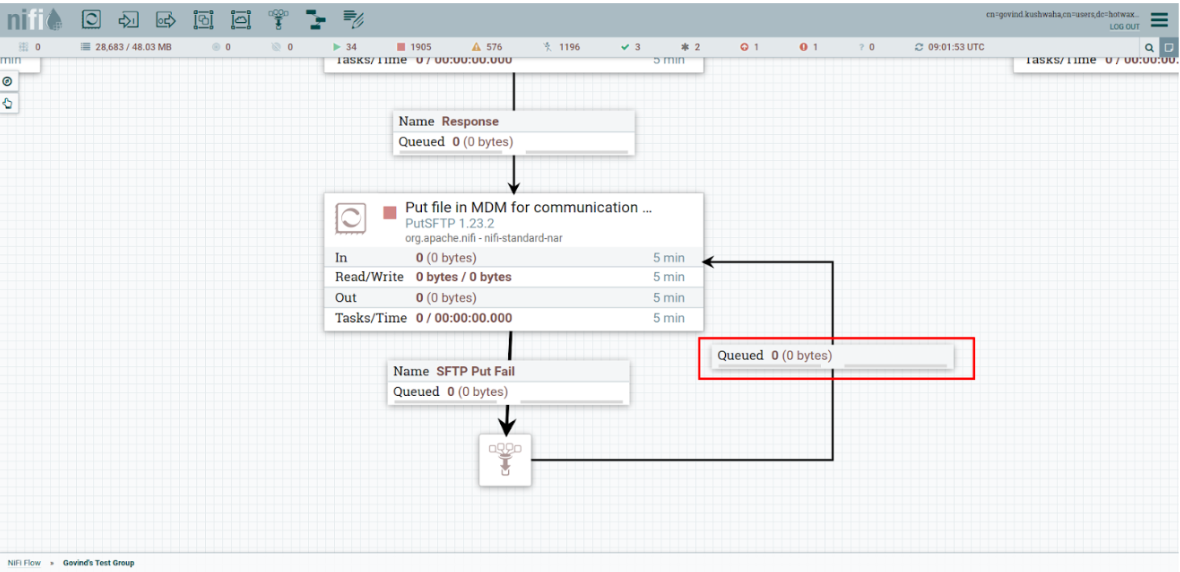 nifi
cn=govind.kushwaha,cn=users,dc=hotwax...
LOG OUT
0 28,683 / 48.03 MB 0 0 34 1905 576 1196 3 2 1 1 ? 0 09:01:53 UTC
min Tasks/Time 0 / 00:00:00.000 5 min Tasks/Time 0 / 00:00:00.
Name Response
Queued 0 (0 bytes)
Put file in MDM for communication ...
PutSFTP 1.23.2
org.apache.nifi - nifi-standard-nar
In 0 (0 bytes) 5 min
Read/Write 0 bytes / 0 bytes 5 min
Out 0 (0 bytes) 5 min
Tasks/Time 0 / 00:00:00.000 5 min
Queued 0 (0 bytes)
Name SFTP Put Fail
Queued 0 (0 bytes)
NiFi Flow » Govind's Test Group